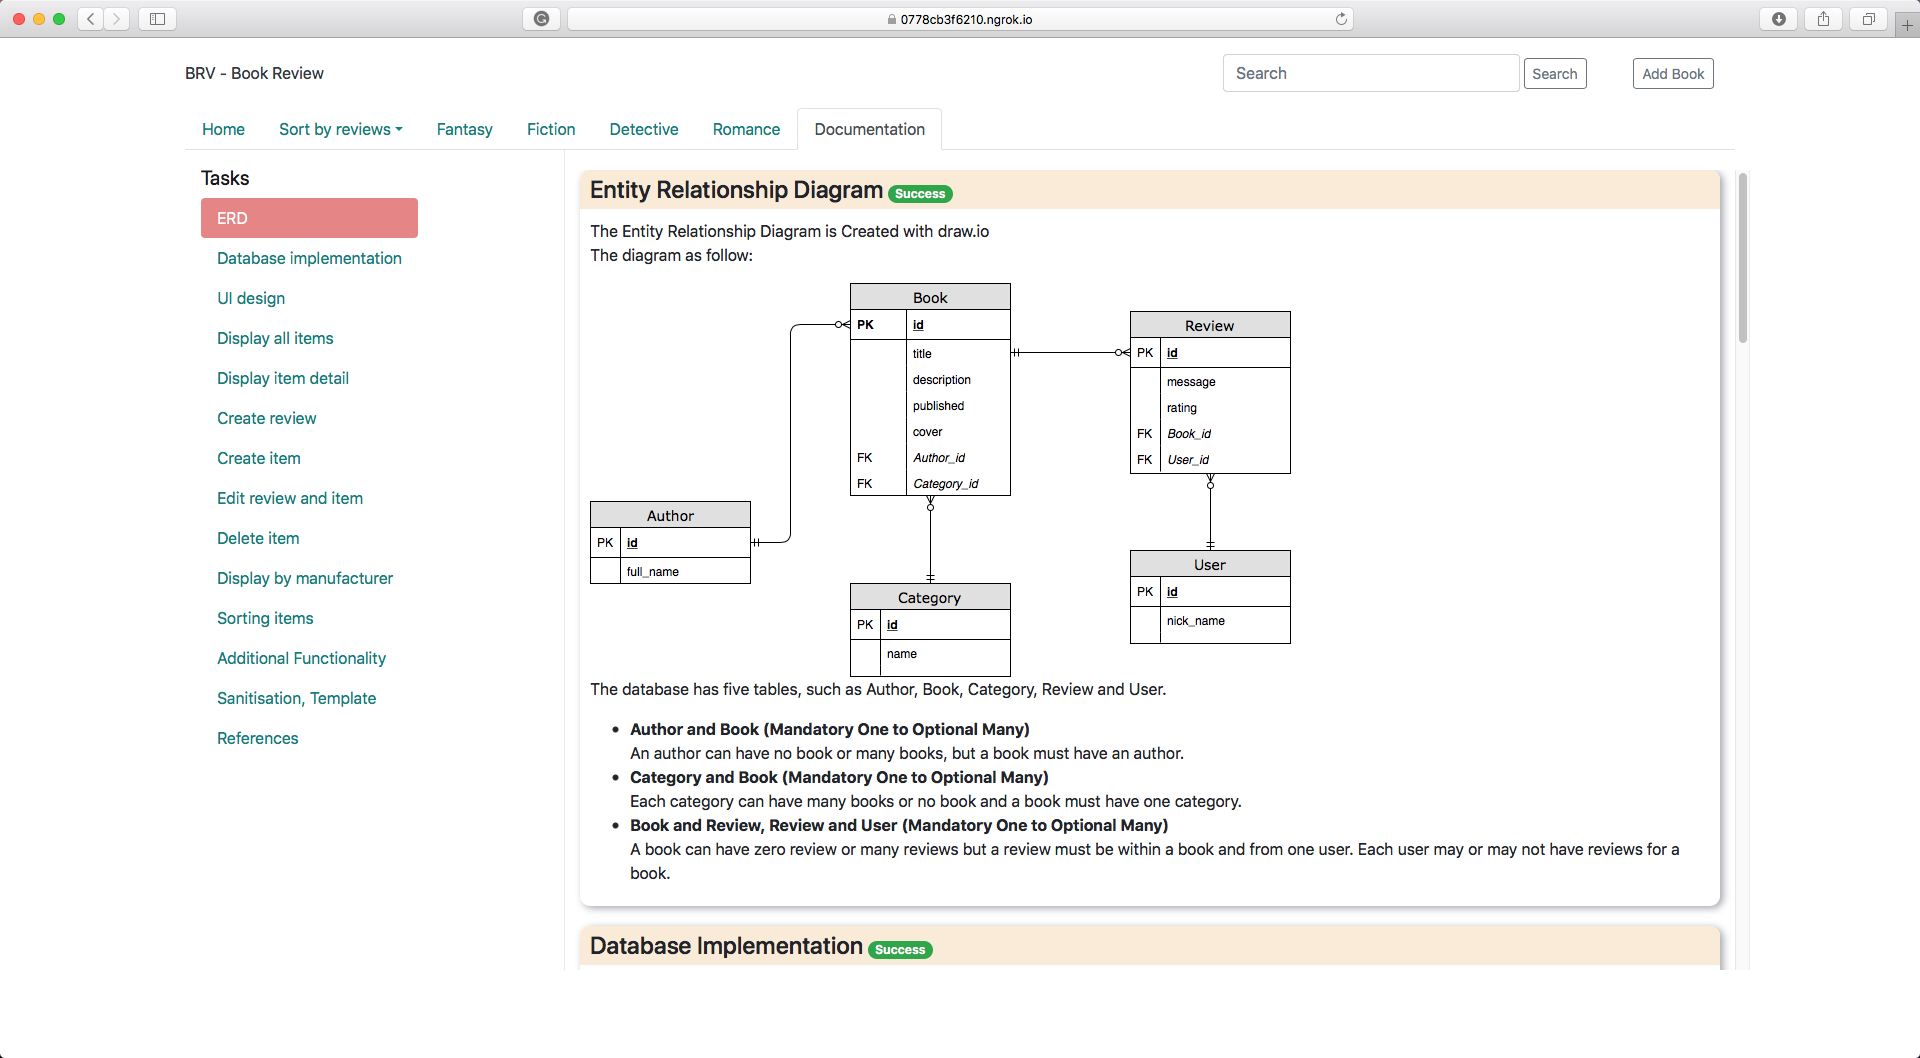 0778cb3f6210.ngrok.io
BRV - Book Review
Search
Search
Add Book
Home
Sort by reviews
Fantasy
Fiction
Detective
Romance
Documentation
Tasks
ERD
Database implementation
UI design
Display all items
Display item detail
Create review
Create item
Edit review and item
Delete item
Display by manufacturer
Sorting items
Additional Functionality
Sanitisation, Template
References
Entity Relationship Diagram Success
The Entity Relationship Diagram is Created with draw.io
The diagram as follow:
Book
PK id
title
description
published
cover
FK Author_id
FK Category_id
Review
PK id
message
rating
FK Book_id
FK User_id
Author
PK id
full_name
Category
PK id
name
User
PK id
nick_name
The database has five tables, such as Author, Book, Category, Review and User.
• Author and Book (Mandatory One to Optional Many)
An author can have no book or many books, but a book must have an author.
• Category and Book (Mandatory One to Optional Many)
Each category can have many books or no book and a book must have one category.
• Book and Review, Review and User (Mandatory One to Optional Many)
A book can have zero review or many reviews but a review must be within a book and from one user. Each user may or may not have reviews for a
book.
Database Implementation Success